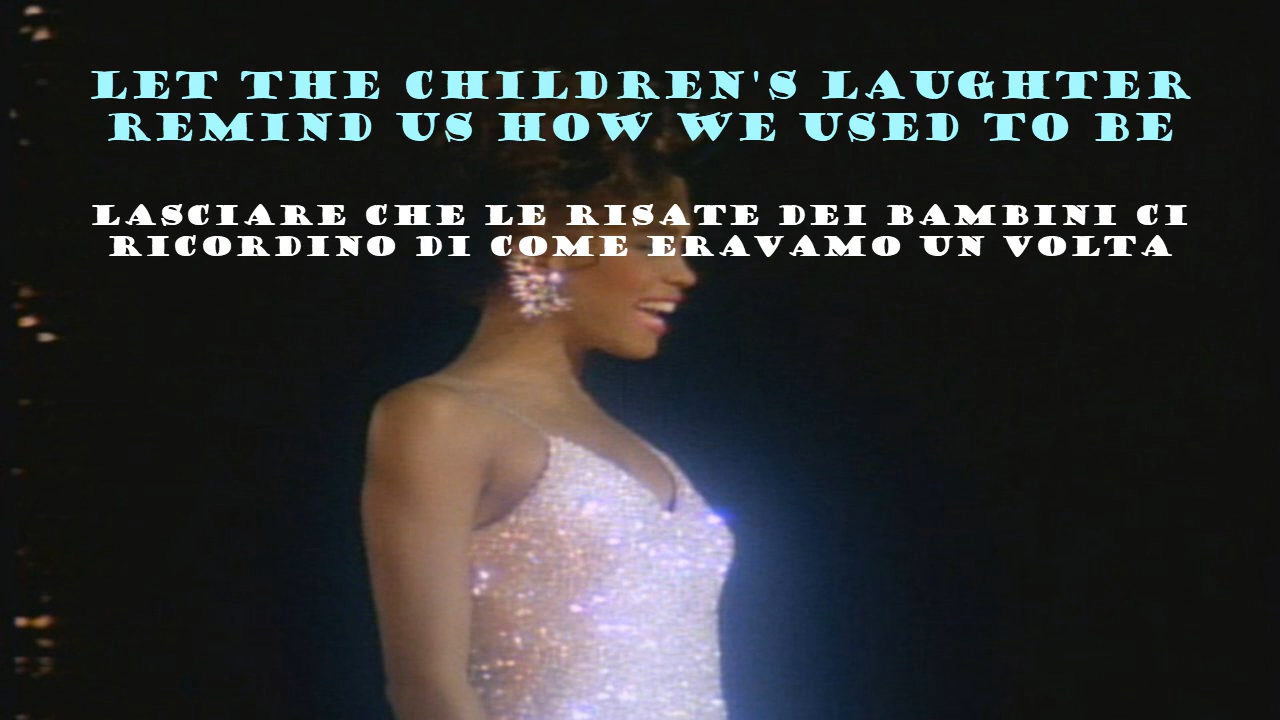 LET THE CHILDREN'S LAUGHTER
REMIND US HOW WE USED TO BE
LASCIARE CHE LE RISATE DEI BAMBINI CI
RICORDINO DI COME ERAVAMO UN VOLTA